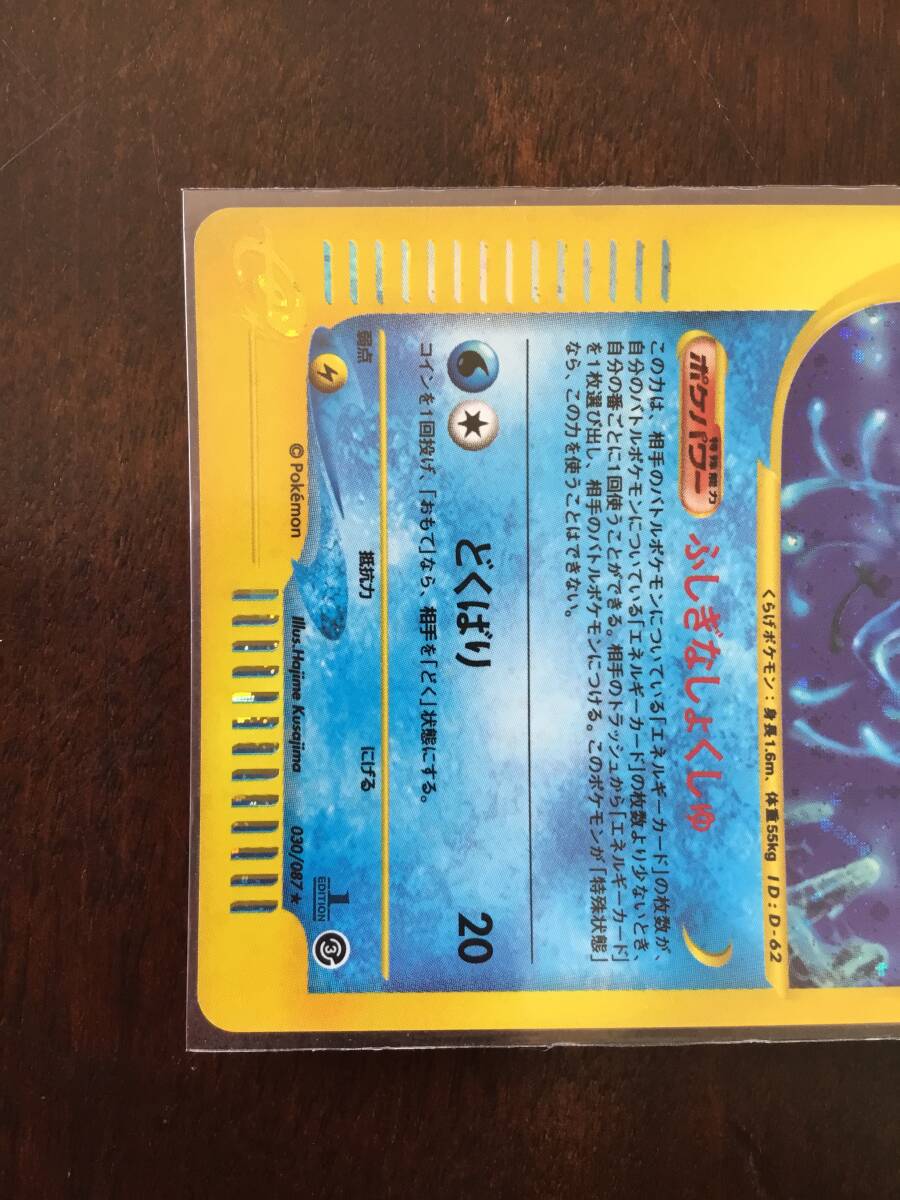 くらげポケモン：身長1.6m、体重55kg ID:D-62
ポケパワー
特殊能力
ふしぎなしょくしゅ
この力は、相手のバトルポケモンについている「エネルギーカード」の枚数が、
自分のバトルポケモンについている「エネルギーカード」の枚数より少ないとき、
自分の番ごとに1回使うことができる。相手のトラッシュから「エネルギーカード」
を1枚選び出し、相手のバトルポケモンにつける。このポケモンが「特殊状態」
なら、この力を使うことはできない。
どくばり 20
コインを1回投げ、「おもて」なら、相手を「どく」状態にする。
弱点 抵抗力 にげる
©Pokémon Illus.Hajime Kusajima 030/087★
1
EDITION